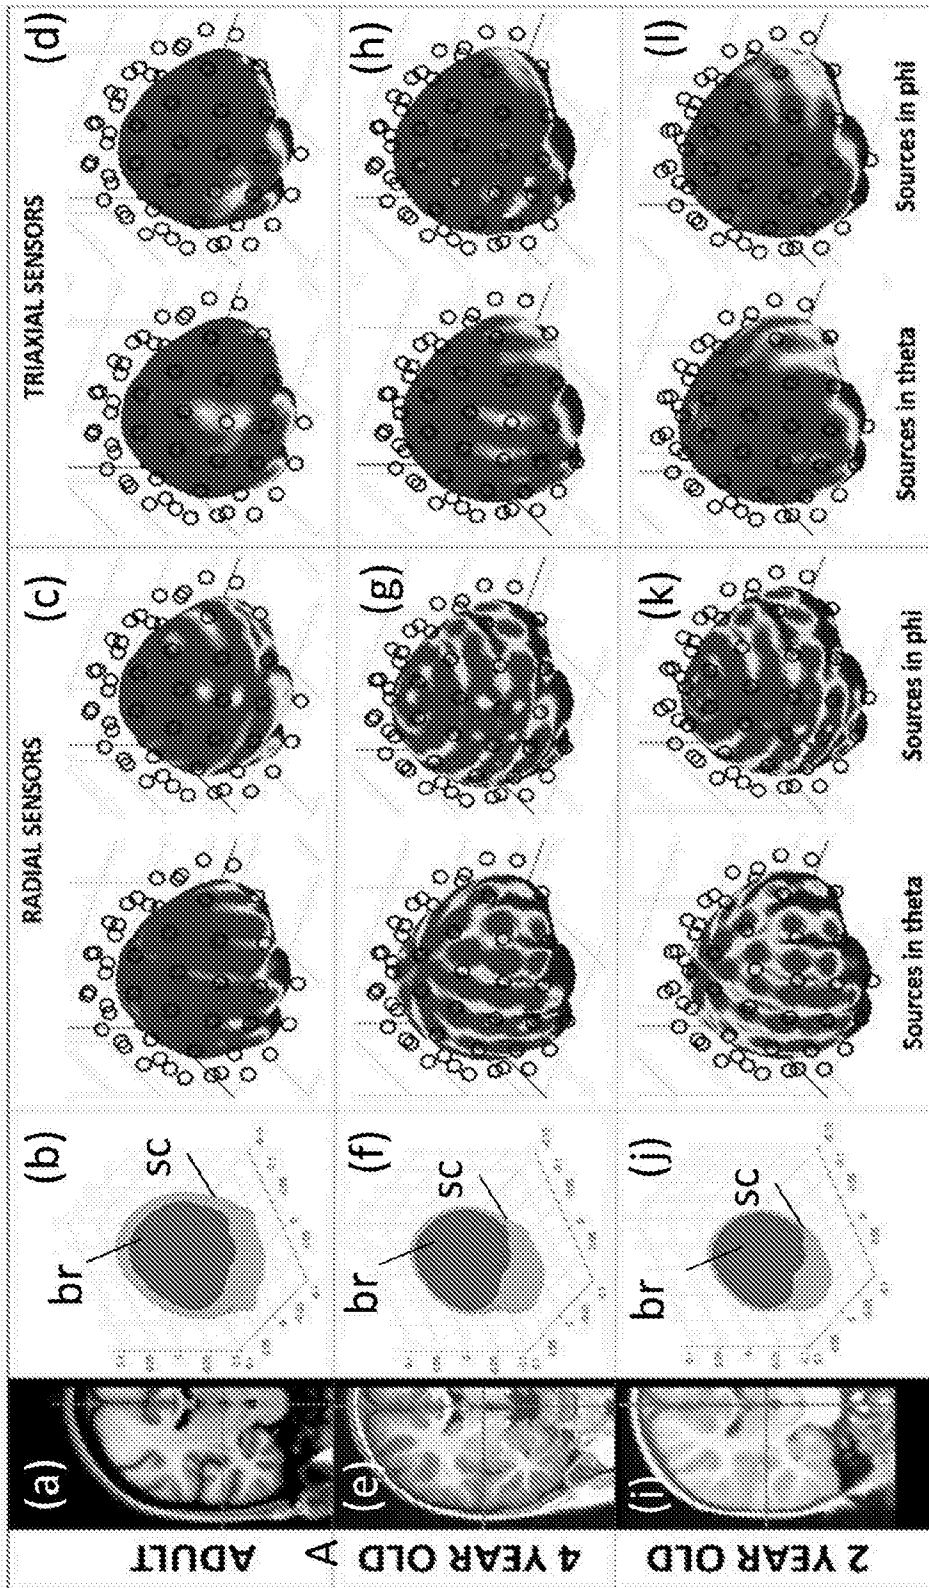 RADIAL SENSORS
TRIAXIAL SENSORS
ADULT
(a)
(b)
br
sc
(c)
(d)
A
4 YEAR OLD
(e)
(f)
br
sc
(g)
(h)
2 YEAR OLD
(i)
(j)
br
sc
(k)
(l)
Sources in theta
Sources in phi
Sources in theta
Sources in phi